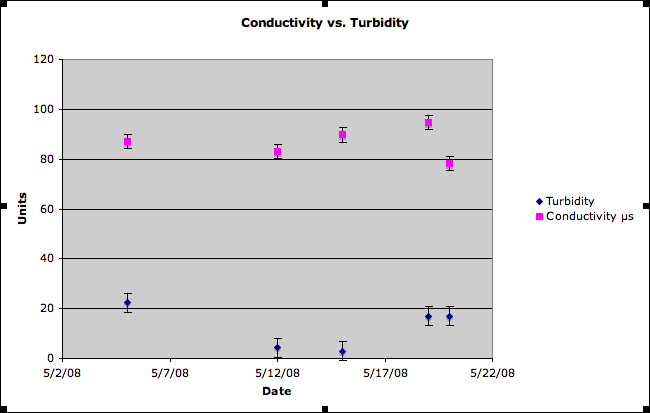 Conductivity vs. Turbidity
120
100
80
60
40
20
0
Units
5/2/08 5/7/08 5/12/08 5/17/08 5/22/08
Date
Turbidity
Conductivity µs